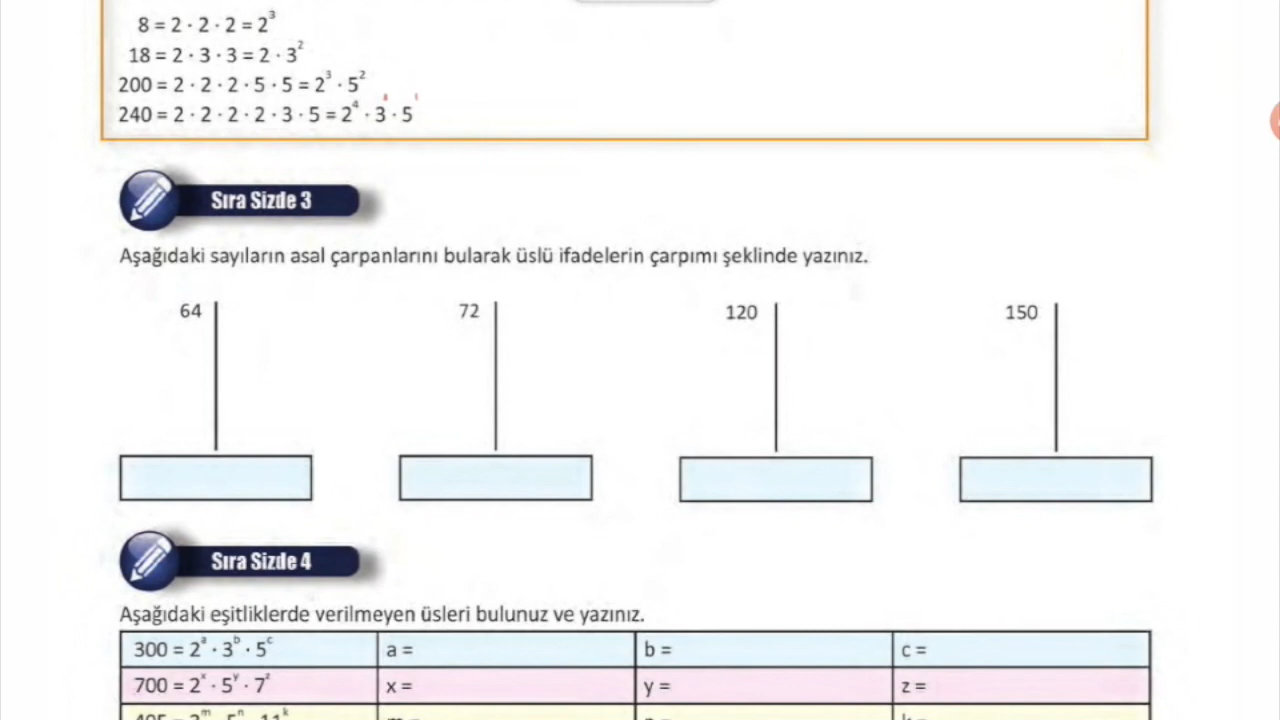 8 = 2 · 2 · 2 = 2³
18 = 2 · 3 · 3 = 2 · 3²
200 = 2 · 2 · 2 · 5 · 5 = 2³ · 5²
240 = 2 · 2 · 2 · 2 · 3 · 5 = 2⁴ · 3 · 5
Sıra Sizde 3
Aşağıdaki sayıların asal çarpanlarını bularak üslü ifadelerin çarpımı şeklinde yazınız.
64 72 120 150
Sıra Sizde 4
Aşağıdaki eşitliklerde verilmeyen üsleri bulunuz ve yazınız.
300 = 2ᵃ · 3ᵇ · 5ᶜ a = b = c =
700 = 2ˣ · 5ʸ · 7ᶻ x = y = z =